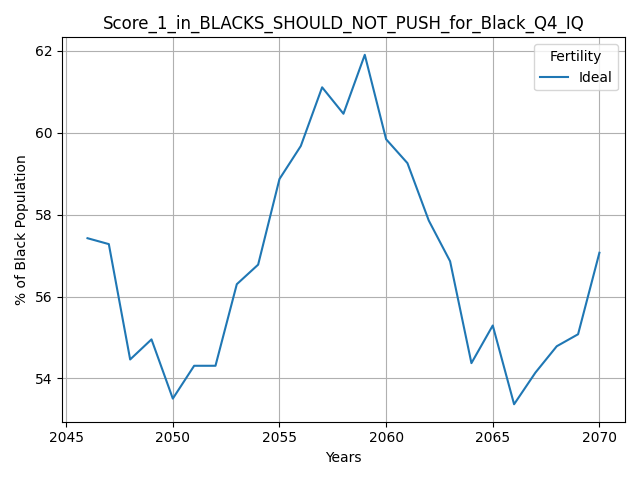 Score_1_in_BLACKS_SHOULD_NOT_PUSH_for_Black_Q4_IQ
Fertility
Ideal
62
60
58
56
54
% of Black Population
2045
2050
2055
2060
2065
2070
Years